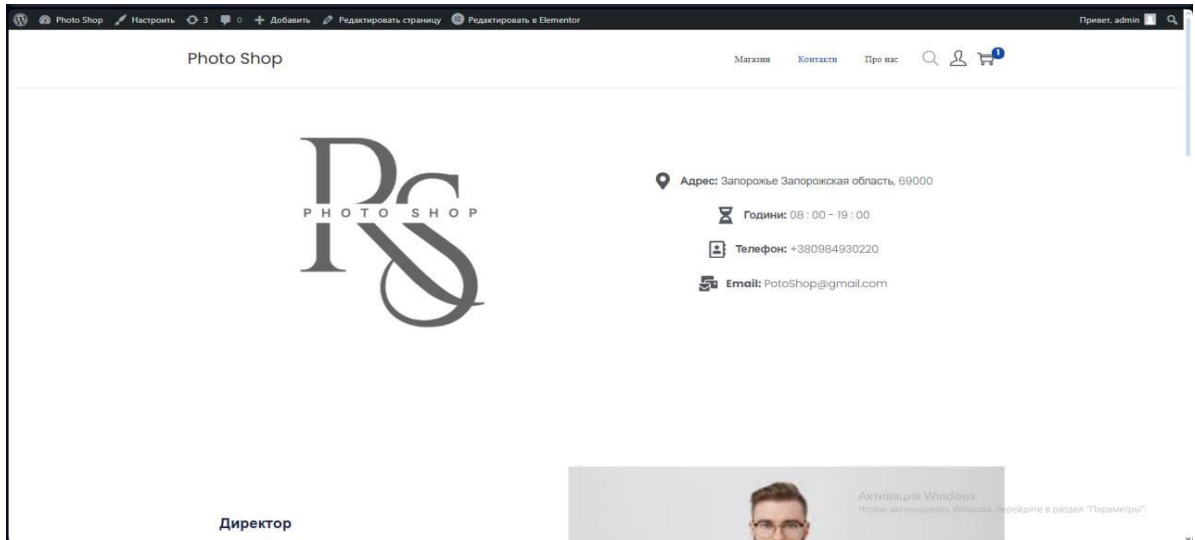 Photo Shop Настроить 3 0 Добавить Редактировать страницу Редактировать в Elementor Привет, admin
Photo Shop Магазин Контакти Про нас 1
PS
PHOTO SHOP
Адрес: Запорожье Запорожская область, 69000
Години: 08 : 00 - 19 : 00
Телефон: +380984930220
Email: PotoShop@gmail.com
Директор
Активация Windows
Чтобы активировать Windows, перейдите в раздел "Параметры".